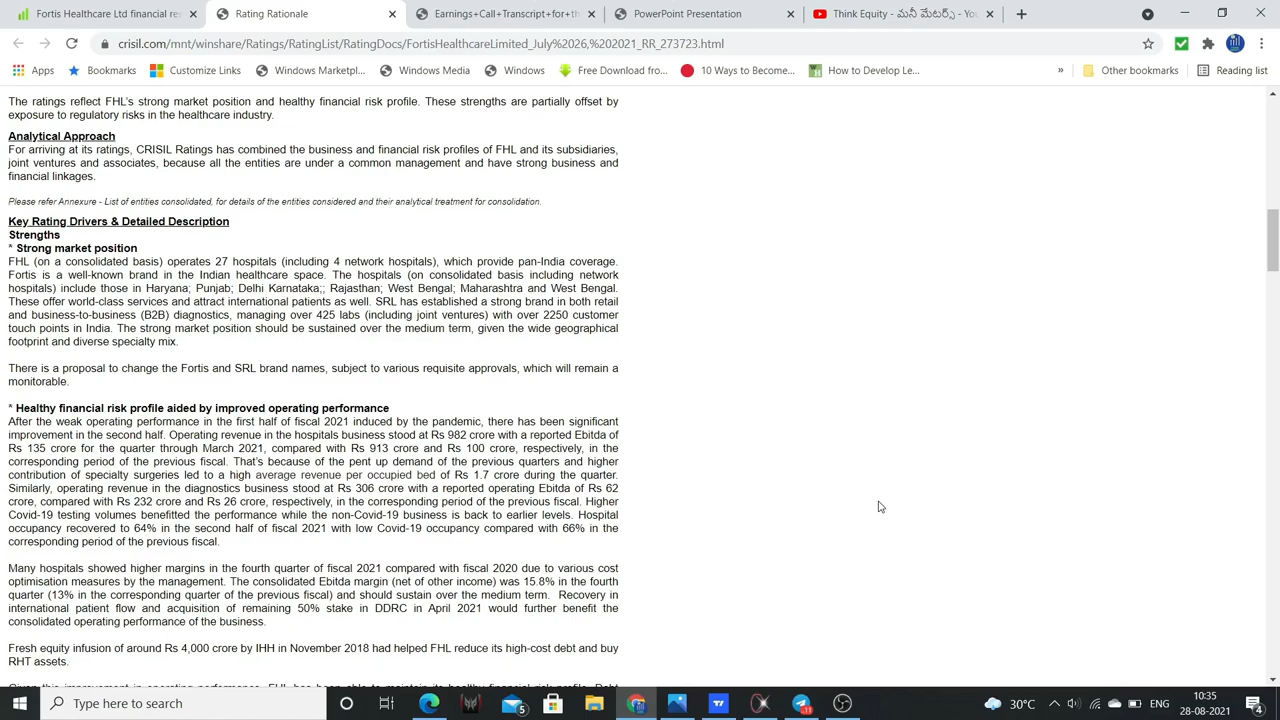 Fortis Healthcare Ltd financial res
Rating Rationale
Earnings+Call+Transcript+for+th
PowerPoint Presentation
Think Equity - మనీ మేటర్స్ - You
crisil.com/mnt/winshare/Ratings/RatingList/RatingDocs/FortisHealthcareLimited_July%2026,%202021_RR_273723.html
Apps
Bookmarks
Customize Links
Windows Marketpl...
Windows Media
Windows
Free Download fro...
10 Ways to Become...
How to Develop Le...
»
Other bookmarks
Reading list
The ratings reflect FHL's strong market position and healthy financial risk profile. These strengths are partially offset by
exposure to regulatory risks in the healthcare industry.
Analytical Approach
For arriving at its ratings, CRISIL Ratings has combined the business and financial risk profiles of FHL and its subsidiaries,
joint ventures and associates, because all the entities are under a common management and have strong business and
financial linkages.
Please refer Annexure - List of entities consolidated, for details of the entities considered and their analytical treatment for consolidation.
Key Rating Drivers & Detailed Description
Strengths
* Strong market position
FHL (on a consolidated basis) operates 27 hospitals (including 4 network hospitals), which provide pan-India coverage.
Fortis is a well-known brand in the Indian healthcare space. The hospitals (on consolidated basis including network
hospitals) include those in Haryana; Punjab; Delhi Karnataka;; Rajasthan; West Bengal; Maharashtra and West Bengal.
These offer world-class services and attract international patients as well. SRL has established a strong brand in both retail
and business-to-business (B2B) diagnostics, managing over 425 labs (including joint ventures) with over 2250 customer
touch points in India. The strong market position should be sustained over the medium term, given the wide geographical
footprint and diverse specialty mix.
There is a proposal to change the Fortis and SRL brand names, subject to various requisite approvals, which will remain a
monitorable.
* Healthy financial risk profile aided by improved operating performance
After the weak operating performance in the first half of fiscal 2021 induced by the pandemic, there has been significant
improvement in the second half. Operating revenue in the hospitals business stood at Rs 982 crore with a reported Ebitda of
Rs 135 crore for the quarter through March 2021, compared with Rs 913 crore and Rs 100 crore, respectively, in the
corresponding period of the previous fiscal. That's because of the pent up demand of the previous quarters and higher
contribution of specialty surgeries led to a high average revenue per occupied bed of Rs 1.7 crore during the quarter.
Similarly, operating revenue in the diagnostics business stood at Rs 306 crore with a reported operating Ebitda of Rs 62
crore, compared with Rs 232 crore and Rs 26 crore, respectively, in the corresponding period of the previous fiscal. Higher
Covid-19 testing volumes benefitted the performance while the non-Covid-19 business is back to earlier levels. Hospital
occupancy recovered to 64% in the second half of fiscal 2021 with low Covid-19 occupancy compared with 66% in the
corresponding period of the previous fiscal.
Many hospitals showed higher margins in the fourth quarter of fiscal 2021 compared with fiscal 2020 due to various cost
optimisation measures by the management. The consolidated Ebitda margin (net of other income) was 15.8% in the fourth
quarter (13% in the corresponding quarter of the previous fiscal) and should sustain over the medium term. Recovery in
international patient flow and acquisition of remaining 50% stake in DDRC in April 2021 would further benefit the
consolidated operating performance of the business.
Fresh equity infusion of around Rs 4,000 crore by IHH in November 2018 had helped FHL reduce its high-cost debt and buy
RHT assets.
Type here to search
30°C
ENG
10:35
28-08-2021